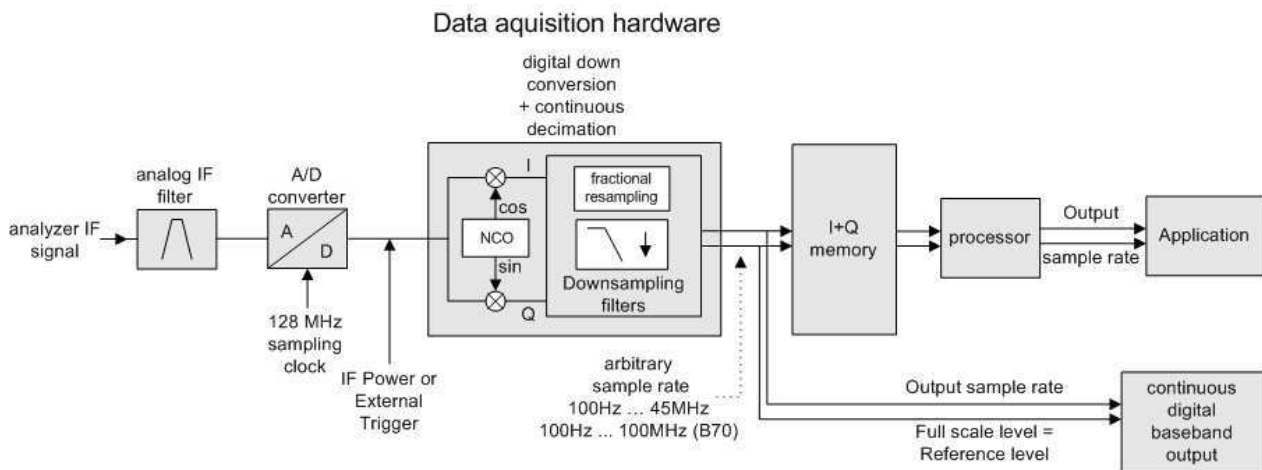 Data aquisition hardware
digital down
conversion
+ continuous
decimation
analyzer IF
signal
analog IF
filter
A/D
converter
A
D
128 MHz
sampling
clock
IF Power or
External
Trigger
I
cos
NCO
sin
Q
fractional
resampling
Downsampling
filters
arbitrary
sample rate
100Hz ... 45MHz
100Hz ... 100MHz (B70)
I+Q
memory
processor
Output
sample rate
Application
Output sample rate
Full scale level =
Reference level
continuous
digital
baseband
output